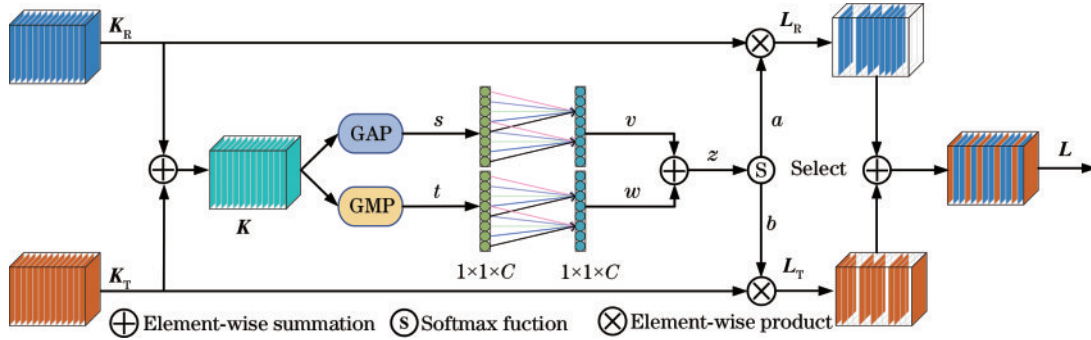 K_R
L_R
GAP
s
v
a
z
S
Select
L
K
GMP
t
w
b
K_T
1×1×C
1×1×C
L_T
Element-wise summation
S
Softmax fuction
Element-wise product